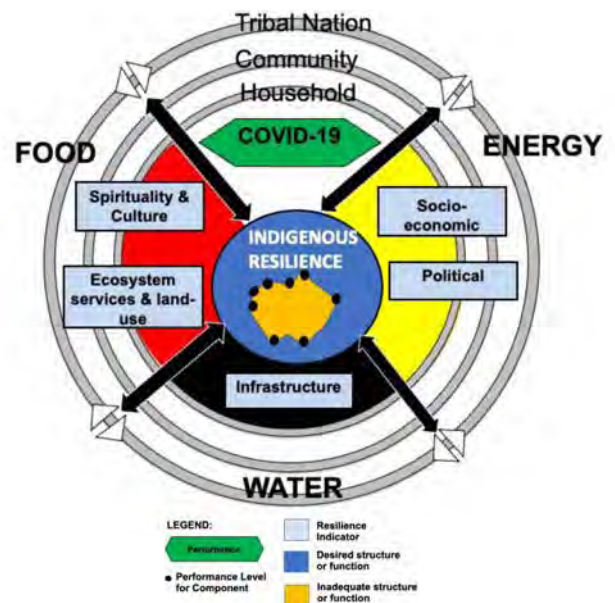 Tribal Nation
Community
Household
COVID-19
FOOD
ENERGY
Spirituality &
Culture
Socio-
economic
INDIGENOUS
RESILIENCE
Ecosystem
services & land-
use
Political
Infrastructure
WATER
LEGEND:
Perturbation
Performance Level
for Component
Resilience
Indicator
Desired structure
or function
Inadequate structure
or function